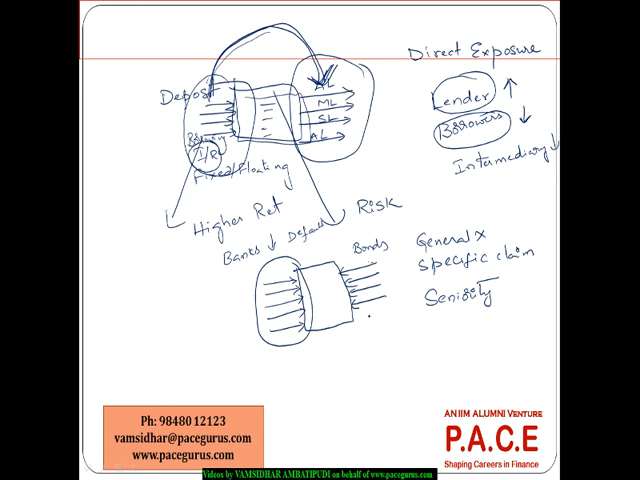 Direct Exposure
Deposit
AL
ML
SL
AL
Lender
Borrowers
Borrowing
I/R
Fixed/Floating
Intermediary
Higher Ret
Risk
Banks
Default
Bonds
General x
Specific claim
Seniority
Ph: 98480 12123
vamsidhar@pacegurus.com
www.pacegurus.com
AN IIM ALUMNI VENTURE
P.A.C.E
Shaping Careers in Finance
Videos by VAMSIDHAR AMBATIPUDI on behalf of www.pacegurus.com